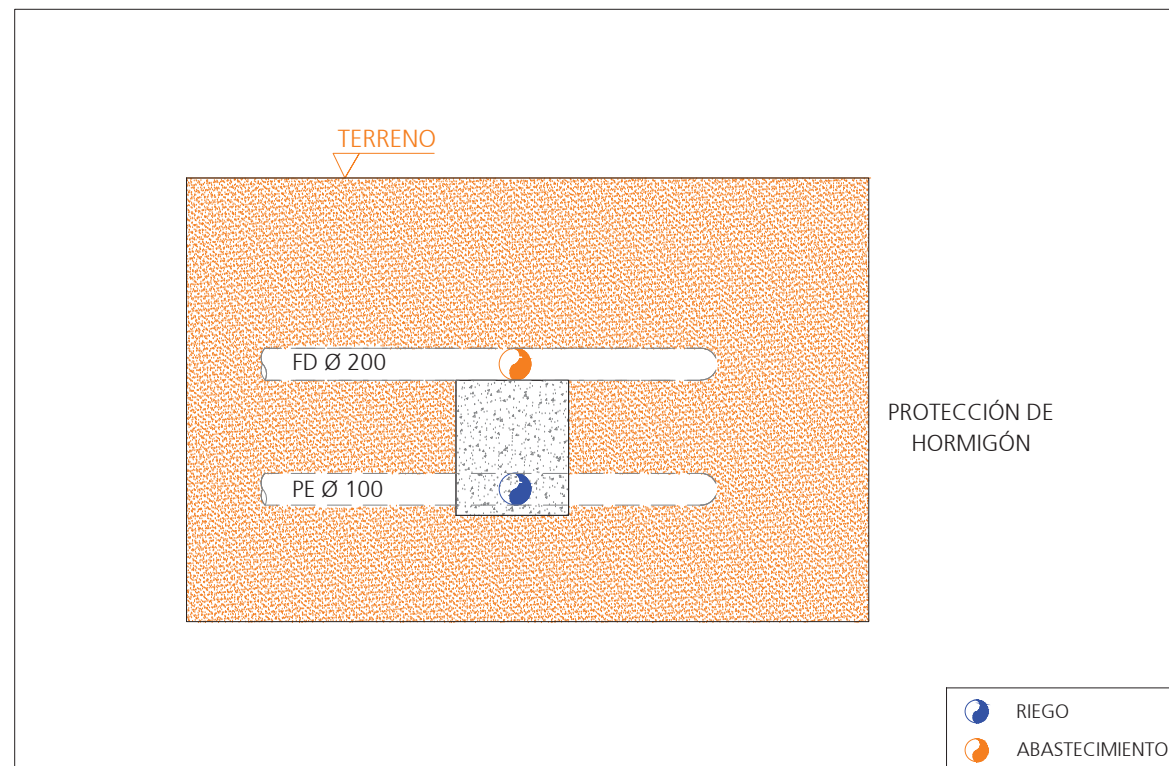 TERRENO
FD Ø 200
PROTECCIÓN DE
HORMIGÓN
PE Ø 100
RIEGO
ABASTECIMIENTO